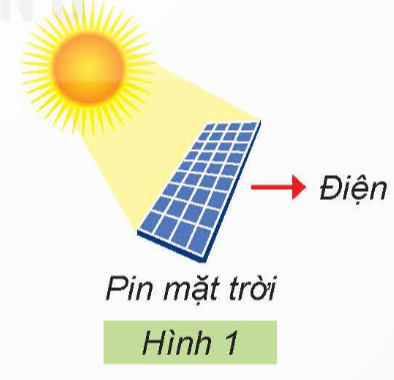 Điện
Pin mặt trời
Hình 1